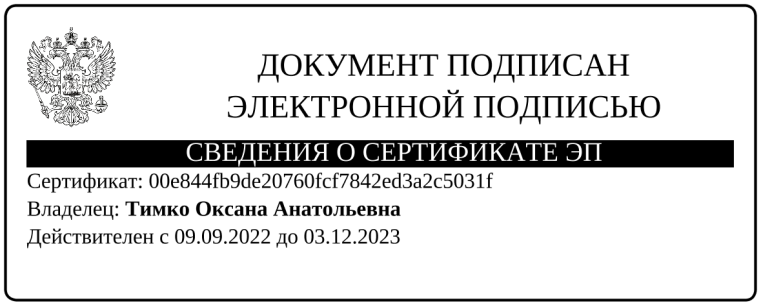 ДОКУМЕНТ ПОДПИСАН
ЭЛЕКТРОННОЙ ПОДПИСЬЮ
СВЕДЕНИЯ О СЕРТИФИКАТЕ ЭП
Сертификат: 00e844fb9de20760fcf7842ed3a2c5031f
Владелец: Тимко Оксана Анатольевна
Действителен с 09.09.2022 до 03.12.2023